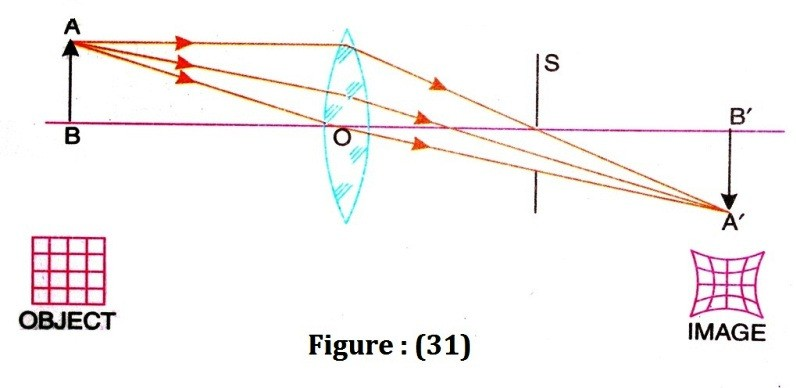 A
S
B
O
B′
A′
OBJECT
IMAGE
Figure : (31)